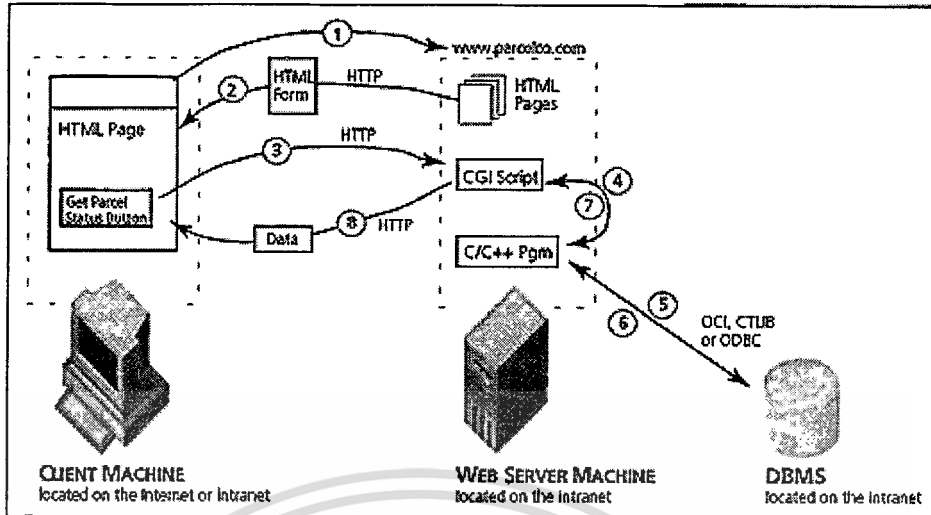 1
www.parcelco.com
2
HTML
Form
HTTP
HTML
Pages
HTML Page
3
HTTP
Get Parcel
Status Button
CGI Script
4
7
8
HTTP
Data
C/C++ Pgm
5
6
OCI, CTLIB
or ODBC
CLIENT MACHINE
located on the Internet or Intranet
WEB SERVER MACHINE
located on the intranet
DBMS
located on the intranet